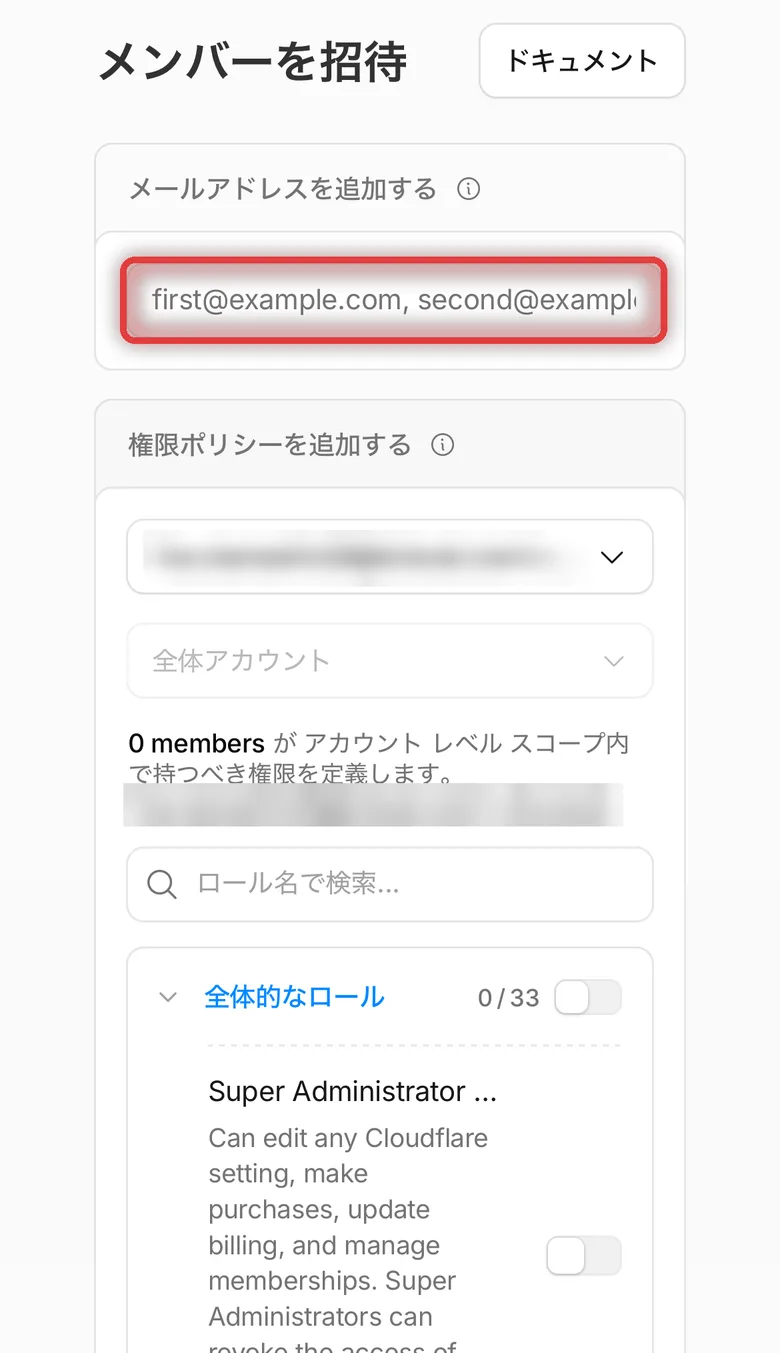 メンバーを招待
ドキュメント
メールアドレスを追加する
first@example.com, second@exampl
権限ポリシーを追加する
全体アカウント
0 members が アカウント レベル スコープ内
で持つべき権限を定義します。
ロール名で検索...
全体的なロール 0/33
Super Administrator ...
Can edit any Cloudflare
setting, make
purchases, update
billing, and manage
memberships. Super
Administrators can
revoke the access of